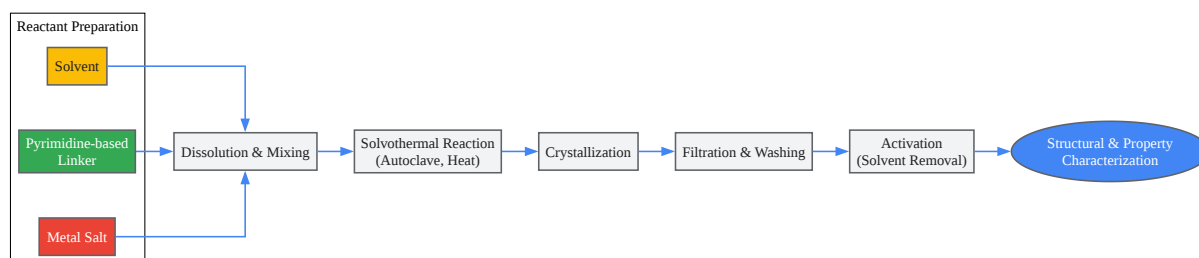 Reactant Preparation
Solvent
Pyrimidine-based
Linker
Metal Salt
Dissolution & Mixing
Solvothermal Reaction
(Autoclave, Heat)
Crystallization
Filtration & Washing
Activation
(Solvent Removal)
Structural & Property
Characterization